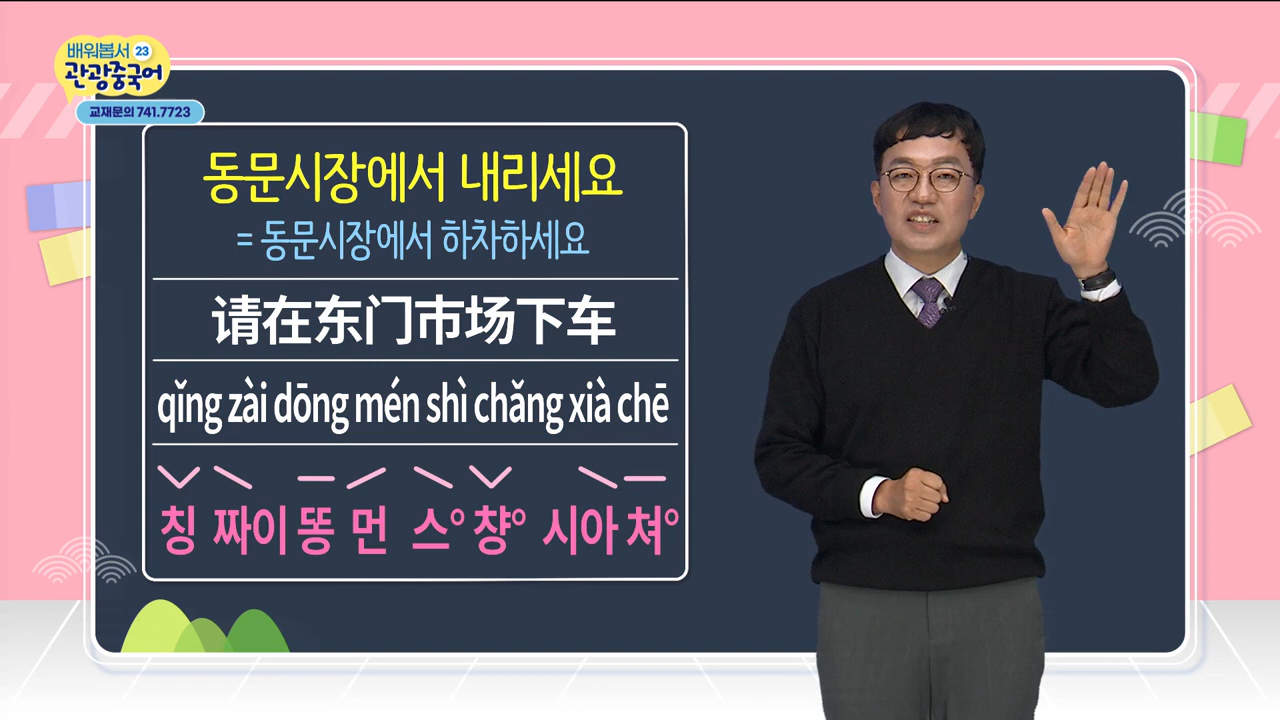 배워봅서 23
관광중국어
교재문의 741.7723
동문시장에서 내리세요
= 동문시장에서 하차하세요
请在东门市场下车
qǐng zài dōng mén shì chǎng xià chē
칭 짜이 똥 먼 스° 챵° 시아 쳐°